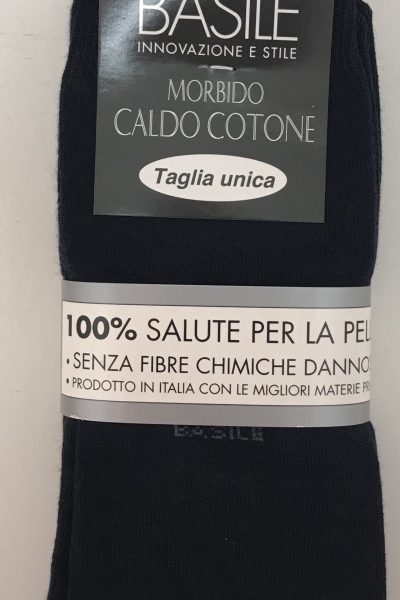 BASILE
INNOVAZIONE E STILE
MORBIDO
CALDO COTONE
Taglia unica
100% SALUTE PER LA PEL
• SENZA FIBRE CHIMICHE DANNOS
• PRODOTTO IN ITALIA CON LE MIGLIORI MATERIE PR
BASILE